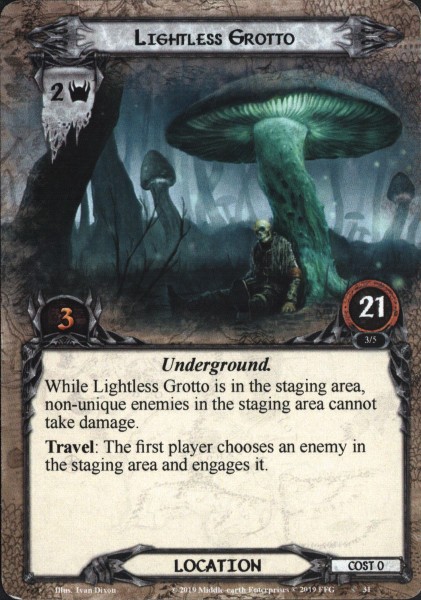 Lightless Grotto
2
3
21
3/5
Underground.
While Lightless Grotto is in the staging area,
non-unique enemies in the staging area cannot
take damage.
Travel: The first player chooses an enemy in
the staging area and engages it.
LOCATION
COST 0
Illus. Ivan Dixon
© 2019 Middle-earth Enterprises © 2019 FFG
31